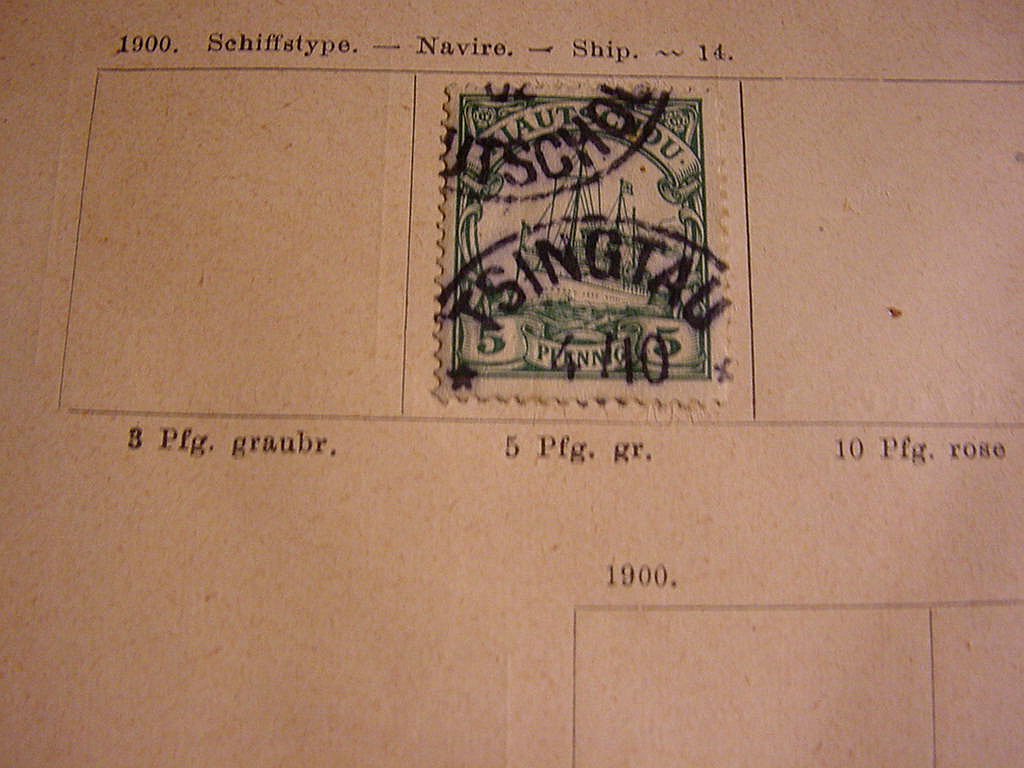 1900. Schiffstype. — Navire. — Ship. ~ 14.
KIAUTSCHOU
TSINGTAU
5 PFENNIG 5
3 Pfg. graubr. 5 Pfg. gr. 10 Pfg. rose
1900.